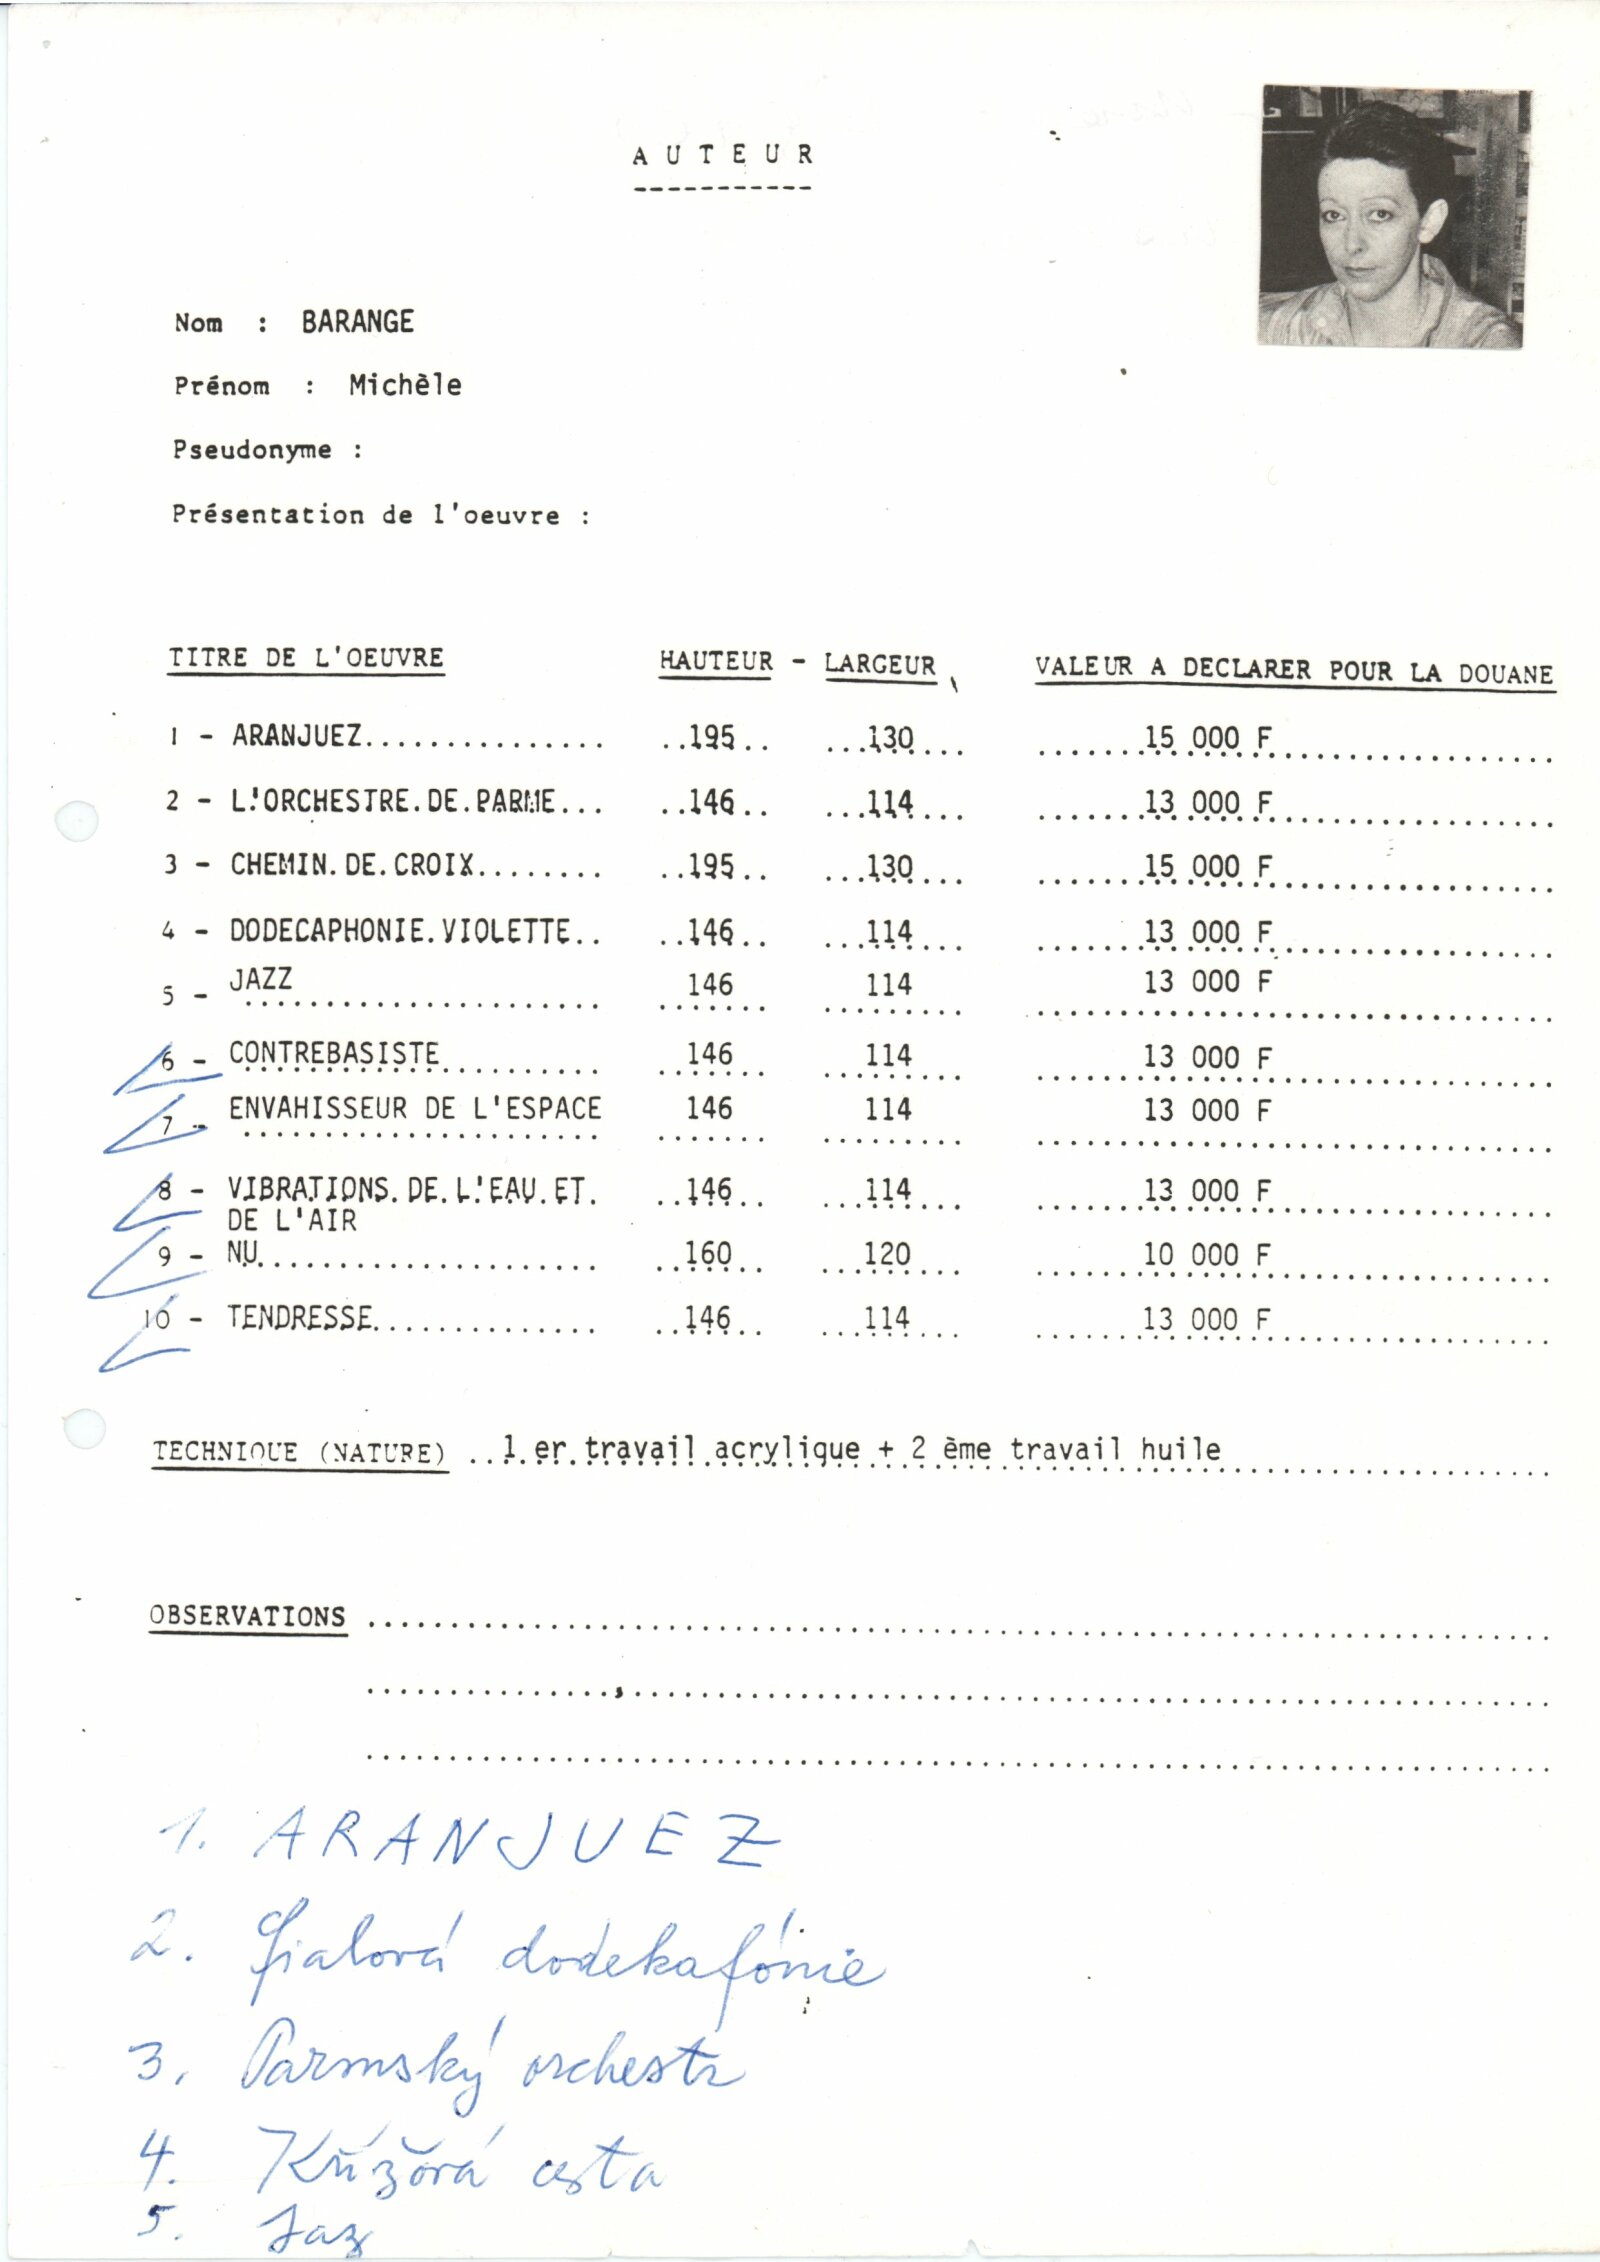 AUTEUR
Nom : BARANGE
Prénom : Michèle
Pseudonyme :
Présentation de l'oeuvre :
TITRE DE L'OEUVRE HAUTEUR - LARGEUR VALEUR A DECLARER POUR LA DOUANE
1 - ARANJUEZ 195 130 15 000 F
2 - L'ORCHESTRE DE PARME 146 114 13 000 F
3 - CHEMIN DE CROIX 195 130 15 000 F
4 - DODECAPHONIE VIOLETTE 146 114 13 000 F
5 - JAZZ 146 114 13 000 F
6 - CONTREBASISTE 146 114 13 000 F
7 - ENVAHISSEUR DE L'ESPACE 146 114 13 000 F
8 - VIBRATIONS DE L'EAU ET 146 114 13 000 F
DE L'AIR
9 - NU 160 120 10 000 F
10 - TENDRESSE 146 114 13 000 F
TECHNIQUE (NATURE) 1 er travail acrylique + 2 ème travail huile
OBSERVATIONS
1. ARANJUEZ
2. fialová dodekafónie
3. Parmský orchestr
4. Křížová cesta
5. Jaz